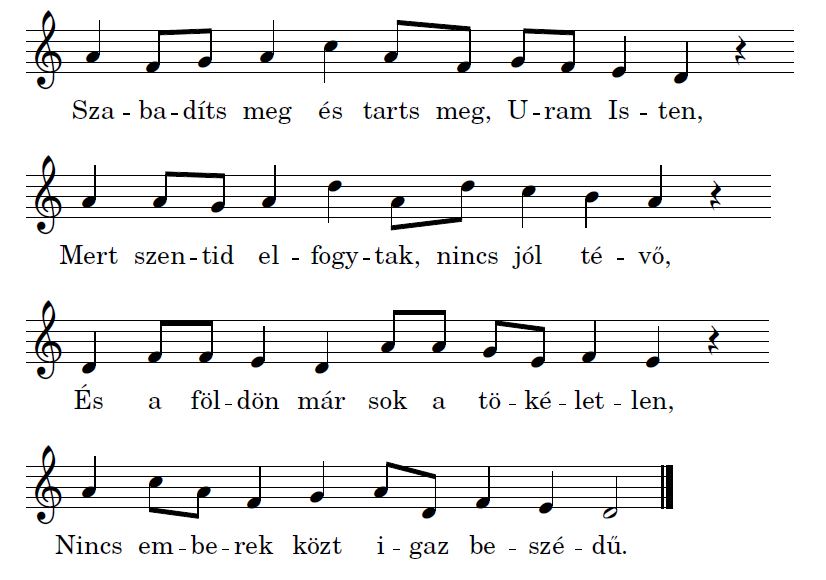 Sza - ba - díts meg és tarts meg, U - ram Is - ten,
Mert szen - tid el - fogy - tak, nincs jól té - vő,
És a föl - dön már sok a tö - ké - let - len,
Nincs em - be - rek közt i - gaz be - szé - dű.